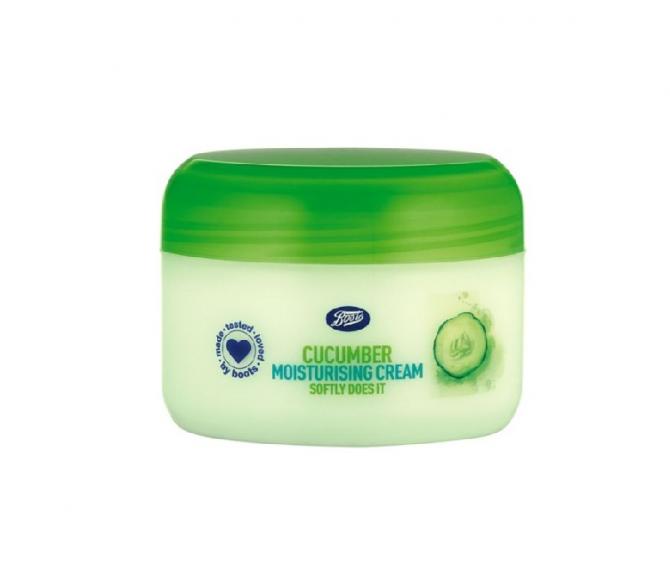 Boots
made · tested · loved
· by boots ·
CUCUMBER
MOISTURISING CREAM
SOFTLY DOES IT